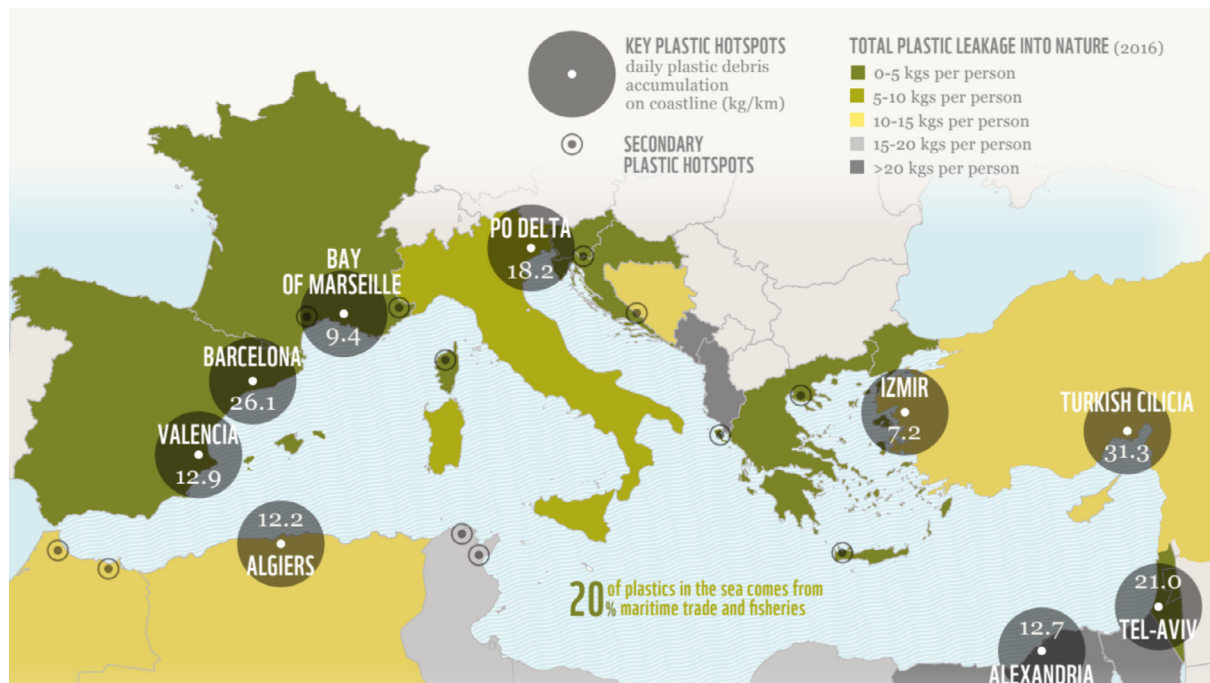 KEY PLASTIC HOTSPOTS
daily plastic debris
accumulation
on coastline (kg/km)
SECONDARY
PLASTIC HOTSPOTS
TOTAL PLASTIC LEAKAGE INTO NATURE (2016)
0-5 kgs per person
5-10 kgs per person
10-15 kgs per person
15-20 kgs per person
>20 kgs per person
PO DELTA
18.2
BAY
OF MARSEILLE
9.4
BARCELONA
26.1
VALENCIA
12.9
IZMIR
7.2
TURKISH CILICIA
31.3
12.2
ALGIERS
20% of plastics in the sea comes from
maritime trade and fisheries
21.0
TEL-AVIV
12.7
ALEXANDRIA